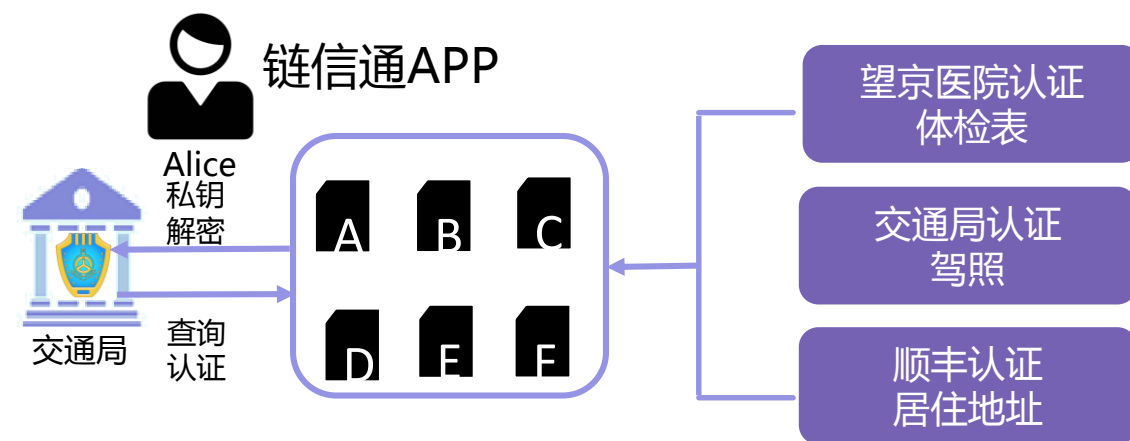 链信通APP
Alice
私钥
解密
交通局
查询
认证
A
B
C
D
E
F
望京医院认证
体检表
交通局认证
驾照
顺丰认证
居住地址